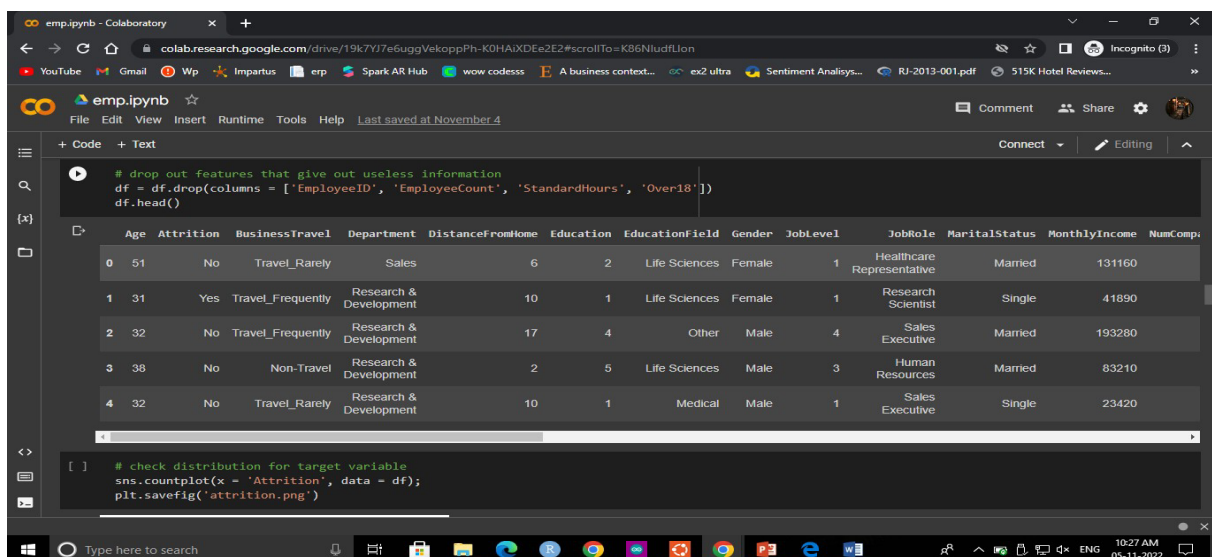 emp.ipynb - Colaboratory
colab.research.google.com/drive/19k7YJ7e6uggVekoppPh-K0HAiXDEe2E2#scrollTo=K86NIudfLIon
Incognito (3)
YouTube Gmail Wp Impartus erp Spark AR Hub wow codesss A business context... ex2 ultra Sentiment Analisys... RJ-2013-001.pdf 515K Hotel Reviews... »
emp.ipynb
Comment Share
File Edit View Insert Runtime Tools Help Last saved at November 4
+ Code + Text
Connect Editing
# drop out features that give out useless information
df = df.drop(columns = ['EmployeeID', 'EmployeeCount', 'StandardHours', 'Over18'])
df.head()
{x}
Age Attrition BusinessTravel Department DistanceFromHome Education EducationField Gender JobLevel JobRole MaritalStatus MonthlyIncome NumComp
0 51 No Travel_Rarely Sales 6 2 Life Sciences Female 1 Healthcare Representative Married 131160
1 31 Yes Travel_Frequently Research & Development 10 1 Life Sciences Female 1 Research Scientist Single 41890
2 32 No Travel_Frequently Research & Development 17 4 Other Male 4 Sales Executive Married 193280
3 38 No Non-Travel Research & Development 2 5 Life Sciences Male 3 Human Resources Married 83210
4 32 No Travel_Rarely Research & Development 10 1 Medical Male 1 Sales Executive Single 23420
[ ]
# check distribution for target variable
sns.countplot(x = 'Attrition', data = df);
plt.savefig('attrition.png')
Type here to search
ENG
10:27 AM
05-11-2022